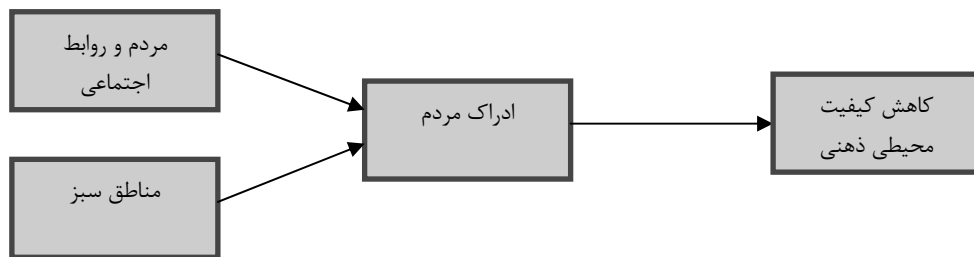 مردم و روابط
اجتماعی
مناطق سبز
ادراک مردم
کاهش کیفیت
محیطی ذهنی